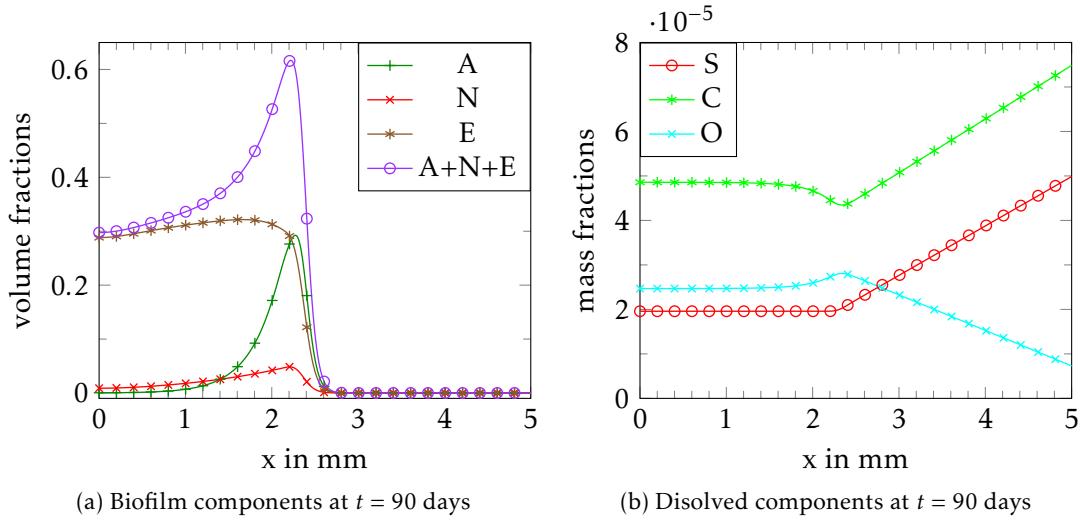 0.6
0.4
0.2
0
volume fractions
0 1 2 3 4 5
x in mm
A
N
E
A+N+E
(a) Biofilm components at t = 90 days
·10⁻⁵
8
6
4
2
0
mass fractions
0 1 2 3 4 5
x in mm
S
C
O
(b) Disolved components at t = 90 days